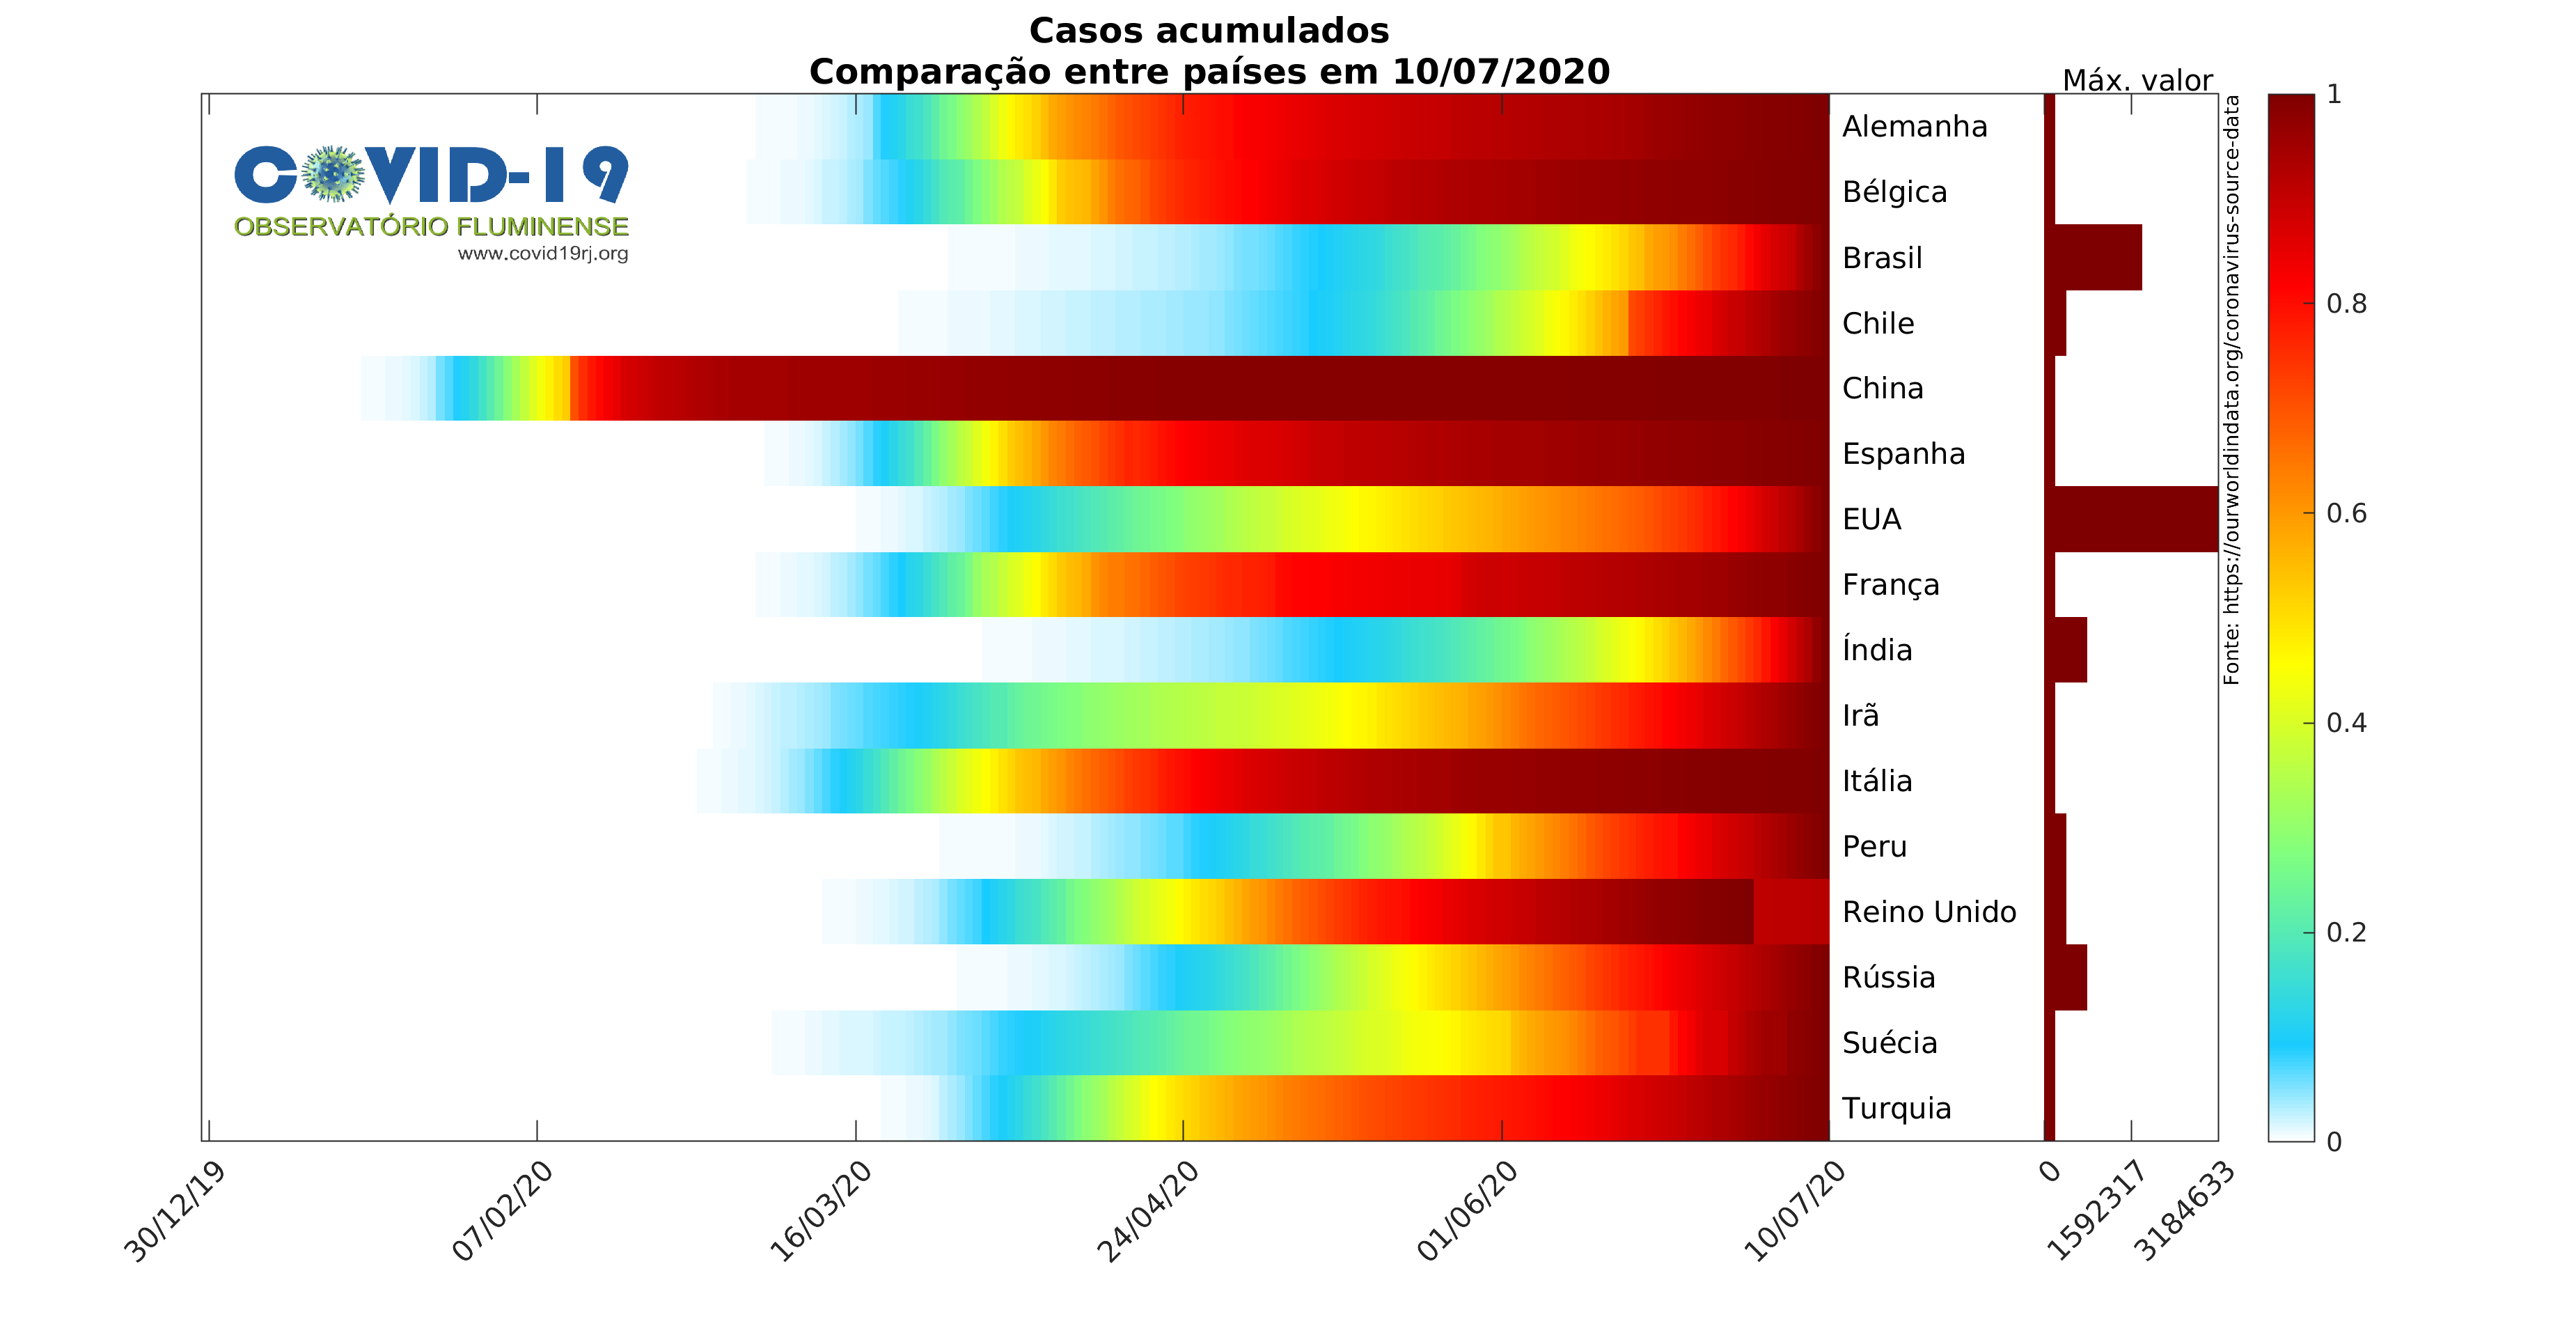 Casos acumulados
Comparação entre países em 10/07/2020
Máx. valor
COVID-19
OBSERVATÓRIO FLUMINENSE
www.covid19rj.org
Alemanha
Bélgica
Brasil
Chile
China
Espanha
EUA
França
Índia
Irã
Itália
Peru
Reino Unido
Rússia
Suécia
Turquia
Fonte: https://ourworldindata.org/coronavirus-source-data
1
0.8
0.6
0.4
0.2
0
30/12/19
07/02/20
16/03/20
24/04/20
01/06/20
10/07/20
0
1592317
3184633